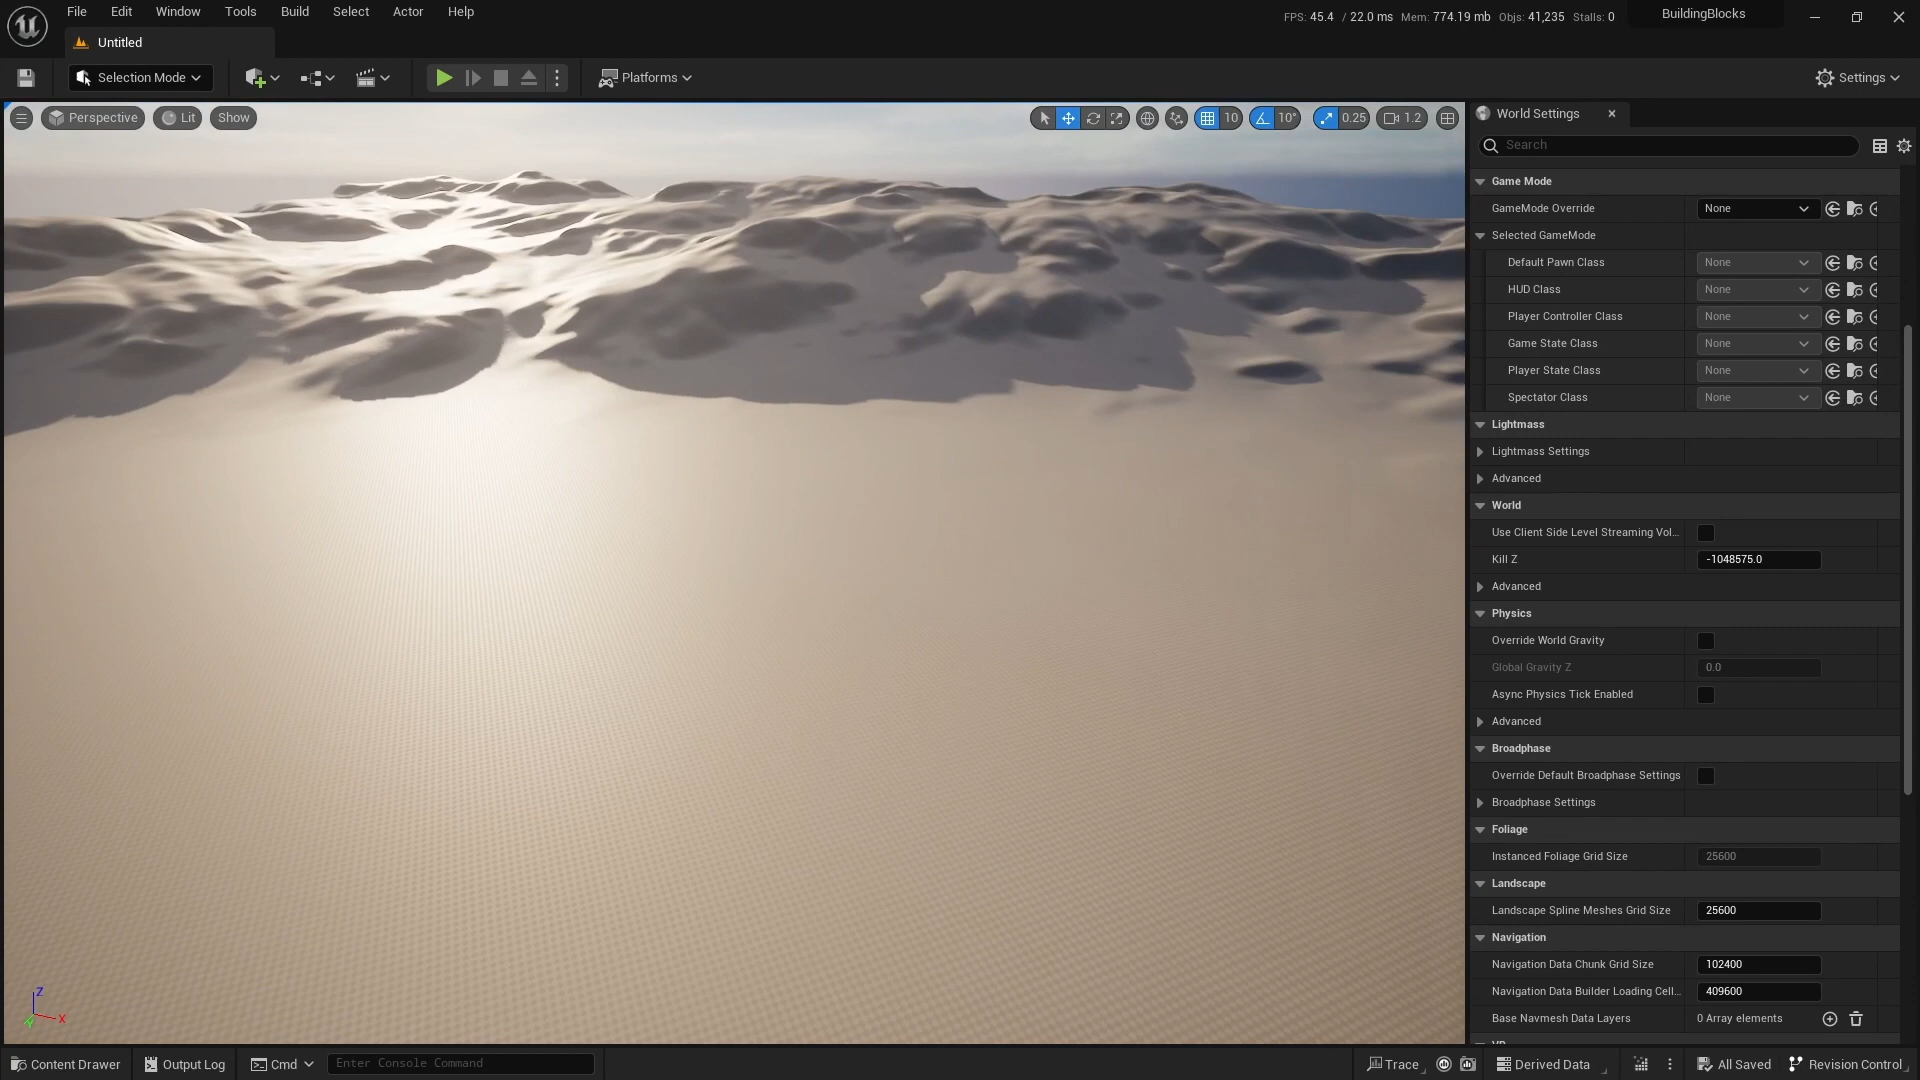 File Edit Window Tools Build Select Actor Help
FPS: 45.4 / 22.0 ms Mem: 774.19 mb Objs: 41,235 Stalls: 0
BuildingBlocks
Untitled
Selection Mode
Platforms
Settings
Perspective Lit Show
10 10° 0.25 1.2
World Settings
Search
Game Mode
GameMode Override None
Selected GameMode
Default Pawn Class None
HUD Class None
Player Controller Class None
Game State Class None
Player State Class None
Spectator Class None
Lightmass
Lightmass Settings
Advanced
World
Use Client Side Level Streaming Vol...
Kill Z -1048575.0
Advanced
Physics
Override World Gravity
Global Gravity Z 0.0
Async Physics Tick Enabled
Advanced
Broadphase
Override Default Broadphase Settings
Broadphase Settings
Foliage
Instanced Foliage Grid Size 25600
Landscape
Landscape Spline Meshes Grid Size 25600
Navigation
Navigation Data Chunk Grid Size 102400
Navigation Data Builder Loading Cell... 409600
Base Navmesh Data Layers 0 Array elements
Z
Y X
Content Drawer Output Log Cmd Enter Console Command
Trace Derived Data All Saved Revision Control